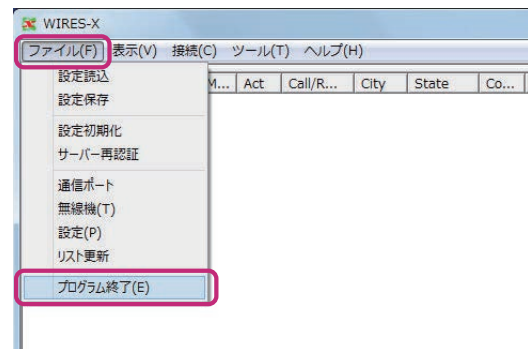 WIRES-X
ファイル(F) 表示(V) 接続(C) ツール(T) ヘルプ(H)
M... Act Call/R... City State Co...
設定読込
設定保存
設定初期化
サーバー再認証
通信ポート
無線機(T)
設定(P)
リスト更新
プログラム終了(E)